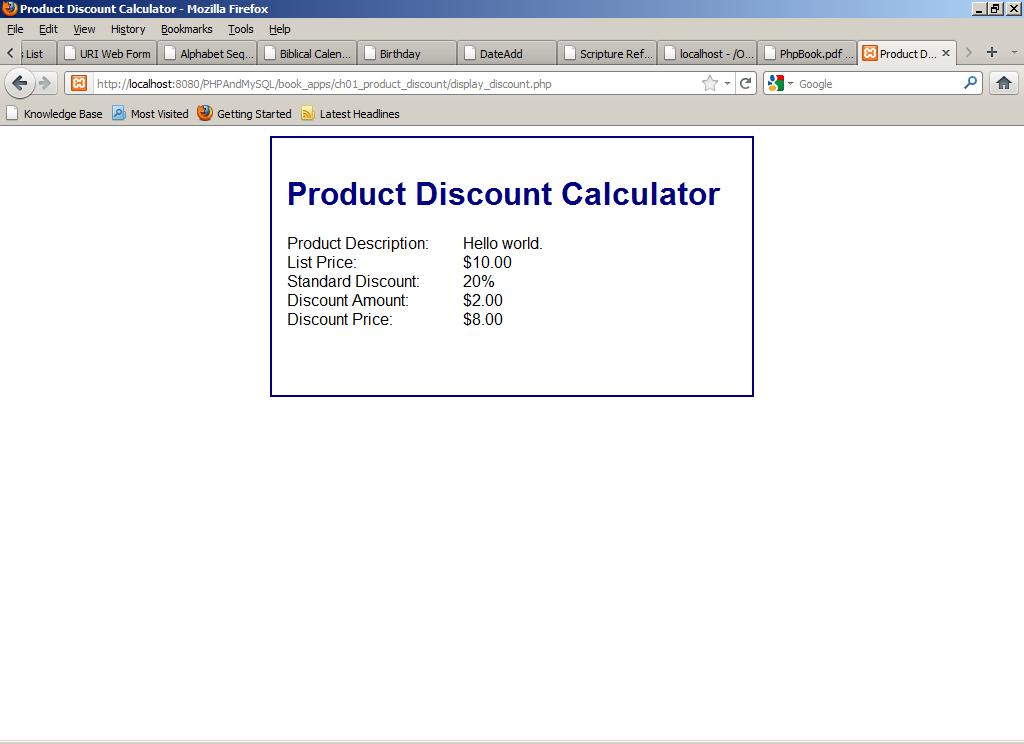 Product Discount Calculator - Mozilla Firefox
File Edit View History Bookmarks Tools Help
List URI Web Form Alphabet Seq... Biblical Calen... Birthday DateAdd Scripture Ref... localhost - /O... PhpBook.pdf ... Product D...
http://localhost:8080/PHPAndMySQL/book_apps/ch01_product_discount/display_discount.php Google
Knowledge Base Most Visited Getting Started Latest Headlines
Product Discount Calculator
Product Description: Hello world.
List Price: $10.00
Standard Discount: 20%
Discount Amount: $2.00
Discount Price: $8.00